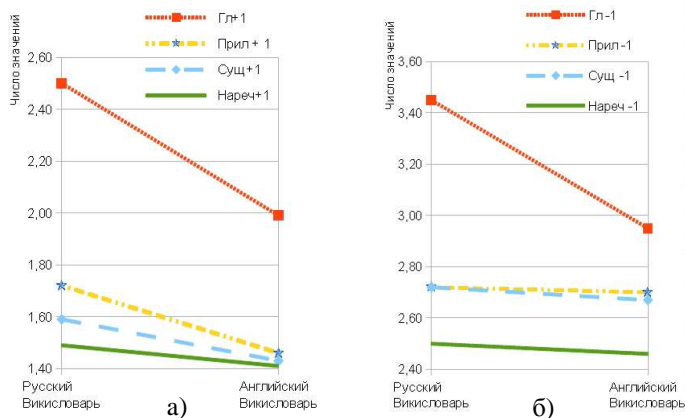 Число значений
Гл+1
Прил + 1
Сущ+1
Нареч+1
2,60
2,40
2,20
2,00
1,80
1,60
1,40
Русский
Викисловарь
Английский
Викисловарь
а)
Число значений
Гл -1
Прил -1
Сущ -1
Нареч -1
3,60
3,40
3,20
3,00
2,80
2,60
2,40
Русский
Викисловарь
Английский
Викисловарь
б)